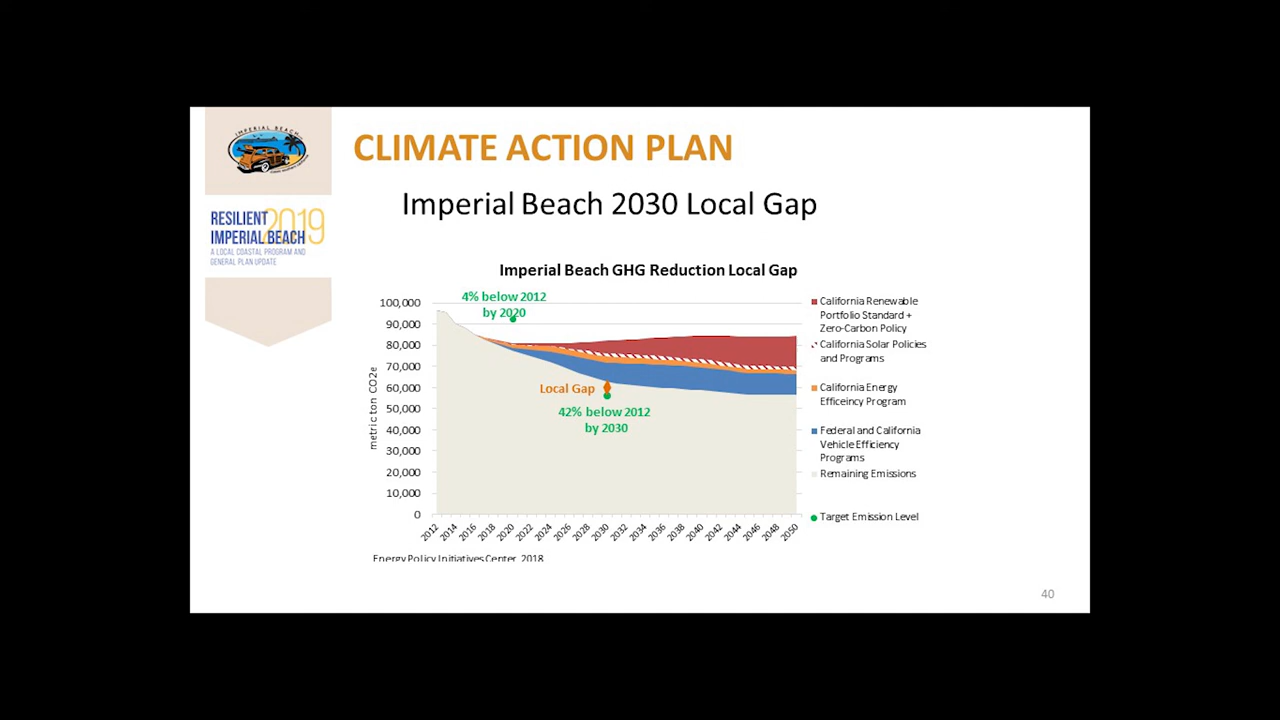 IMPERIAL BEACH
RESILIENT 2019
IMPERIAL BEACH
A LOCAL COASTAL PROGRAM AND
GENERAL PLAN UPDATE
CLIMATE ACTION PLAN
Imperial Beach 2030 Local Gap
Imperial Beach GHG Reduction Local Gap
metric ton CO2e
100,000
90,000
80,000
70,000
60,000
50,000
40,000
30,000
20,000
10,000
0
4% below 2012
by 2020
Local Gap
42% below 2012
by 2030
2012
2014
2016
2018
2020
2022
2024
2026
2028
2030
2032
2034
2036
2038
2040
2042
2044
2046
2048
2050
California Renewable
Portfolio Standard +
Zero-Carbon Policy
California Solar Policies
and Programs
California Energy
Efficeincy Program
Federal and California
Vehicle Efficiency
Programs
Remaining Emissions
Target Emission Level
Energy Policy Initiatives Center, 2018
40